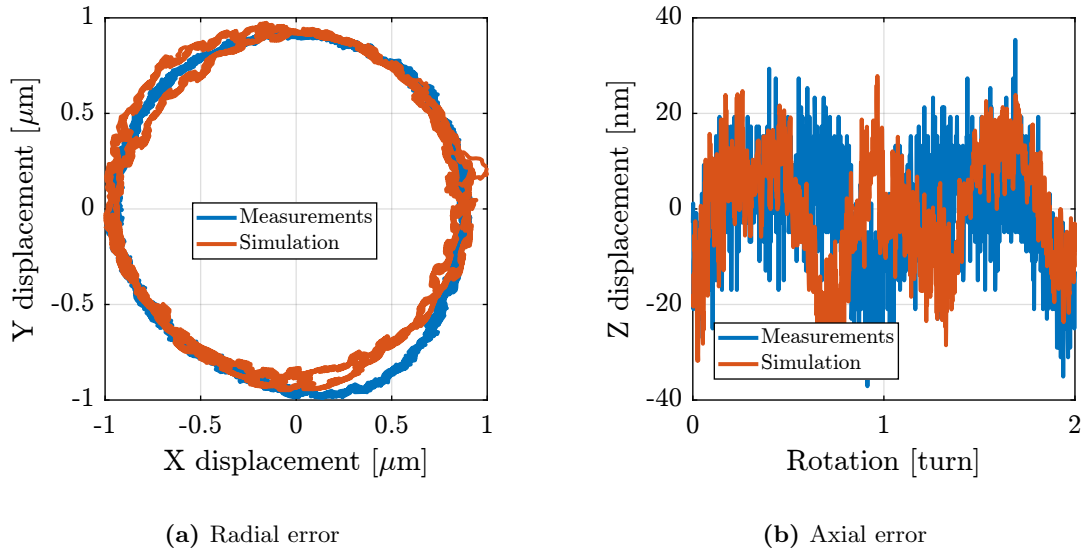 1
0.5
0
-0.5
-1
Y displacement [μm]
Measurements
Simulation
-1 -0.5 0 0.5 1
X displacement [μm]
(a) Radial error
40
20
0
-20
-40
Z displacement [nm]
Measurements
Simulation
0 1 2
Rotation [turn]
(b) Axial error